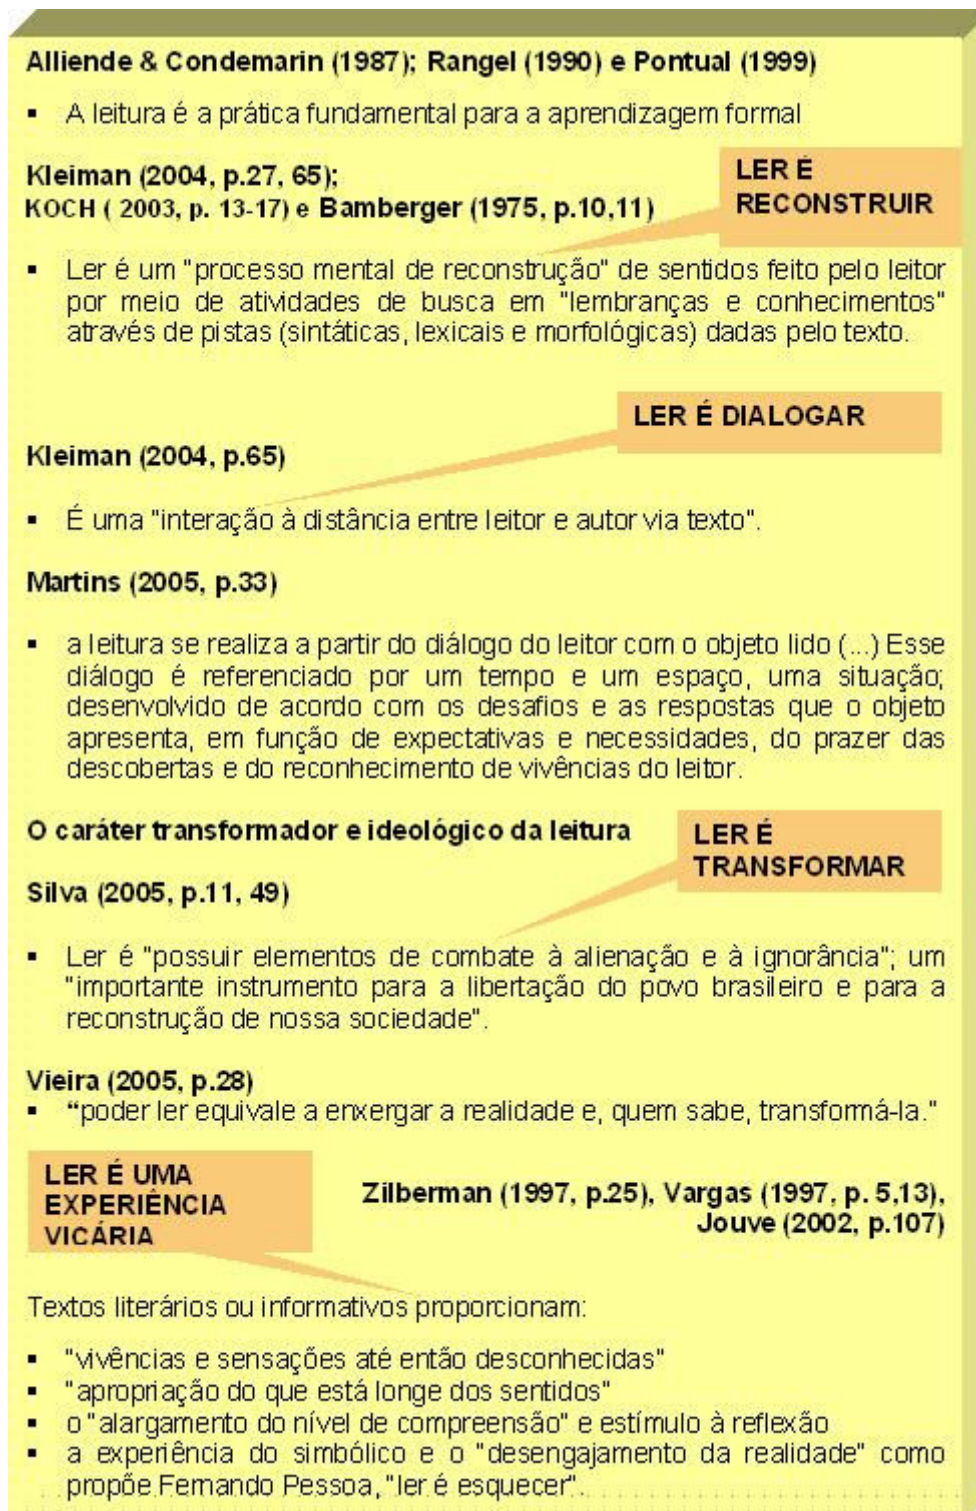 Alliende & Condemarin (1987); Rangel (1990) e Pontual (1999)
▪ A leitura é a prática fundamental para a aprendizagem formal
LER É
RECONSTRUIR
Kleiman (2004, p.27, 65);
KOCH ( 2003, p. 13-17) e Bamberger (1975, p.10,11)
▪ Ler é um "processo mental de reconstrução" de sentidos feito pelo leitor
por meio de atividades de busca em "lembranças e conhecimentos"
através de pistas (sintáticas, lexicais e morfológicas) dadas pelo texto.
LER É DIALOGAR
Kleiman (2004, p.65)
▪ É uma "interação à distância entre leitor e autor via texto".
Martins (2005, p.33)
▪ a leitura se realiza a partir do diálogo do leitor com o objeto lido (...) Esse
diálogo é referenciado por um tempo e um espaço, uma situação;
desenvolvido de acordo com os desafios e as respostas que o objeto
apresenta, em função de expectativas e necessidades, do prazer das
descobertas e do reconhecimento de vivências do leitor.
O caráter transformador e ideológico da leitura
LER É
TRANSFORMAR
Silva (2005, p.11, 49)
▪ Ler é "possuir elementos de combate à alienação e à ignorância"; um
"importante instrumento para a libertação do povo brasileiro e para a
reconstrução de nossa sociedade".
Vieira (2005, p.28)
▪ “poder ler equivale a enxergar a realidade e, quem sabe, transformá-la."
LER É UMA
EXPERIÊNCIA
VICÁRIA
Zilberman (1997, p.25), Vargas (1997, p. 5,13),
Jouve (2002, p.107)
Textos literários ou informativos proporcionam:
▪ "vivências e sensações até então desconhecidas"
▪ "apropriação do que está longe dos sentidos"
▪ o "alargamento do nível de compreensão" e estímulo à reflexão
▪ a experiência do simbólico e o "desengajamento da realidade" como
propõe Fernando Pessoa, "ler é esquecer".